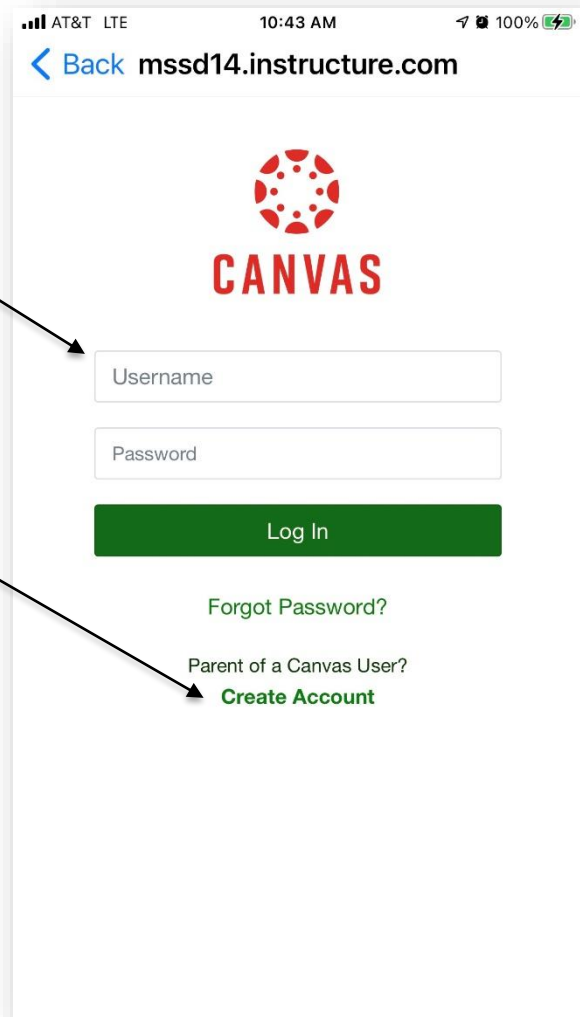 AT&T LTE 10:43 AM 100%
Back mssd14.instructure.com
CANVAS
Username
Password
Log In
Forgot Password?
Parent of a Canvas User?
Create Account